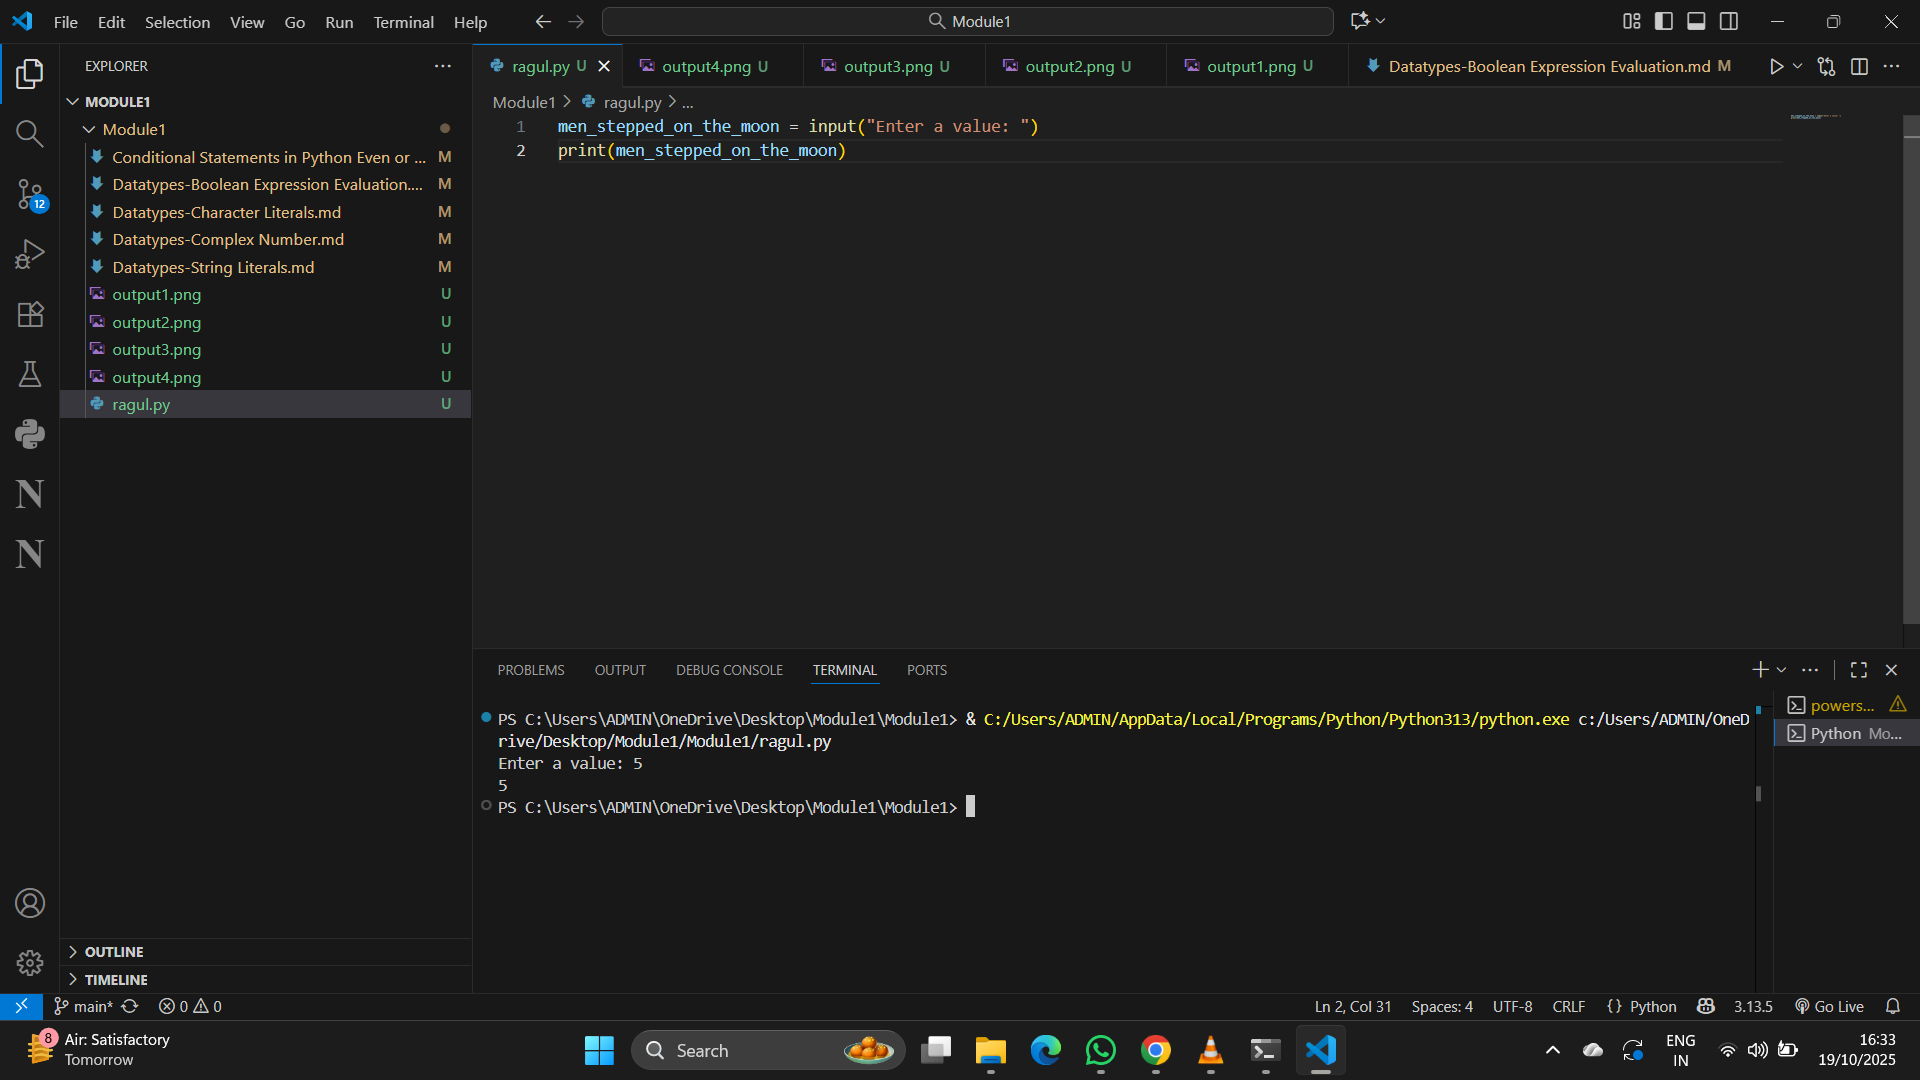 File Edit Selection View Go Run Terminal Help
Module1
EXPLORER
MODULE1
Module1
Conditional Statements in Python Even or ... M
Datatypes-Boolean Expression Evaluation.... M
Datatypes-Character Literals.md M
Datatypes-Complex Number.md M
Datatypes-String Literals.md M
output1.png U
output2.png U
output3.png U
output4.png U
ragul.py U
12
N
N
OUTLINE
TIMELINE
ragul.py U
output4.png U
output3.png U
output2.png U
output1.png U
Datatypes-Boolean Expression Evaluation.md M
Module1 > ragul.py > ...
1 men_stepped_on_the_moon = input("Enter a value: ")
2 print(men_stepped_on_the_moon)
PROBLEMS OUTPUT DEBUG CONSOLE TERMINAL PORTS
PS C:\Users\ADMIN\OneDrive\Desktop\Module1\Module1> & C:/Users/ADMIN/AppData/Local/Programs/Python/Python313/python.exe c:/Users/ADMIN/OneD
rive/Desktop/Module1/Module1/ragul.py
Enter a value: 5
5
PS C:\Users\ADMIN\OneDrive\Desktop\Module1\Module1>
powers...
Python Mo...
main* 0 0
Ln 2, Col 31 Spaces: 4 UTF-8 CRLF {} Python 3.13.5 Go Live
8
Air: Satisfactory
Tomorrow
Search
ENG
IN
16:33
19/10/2025